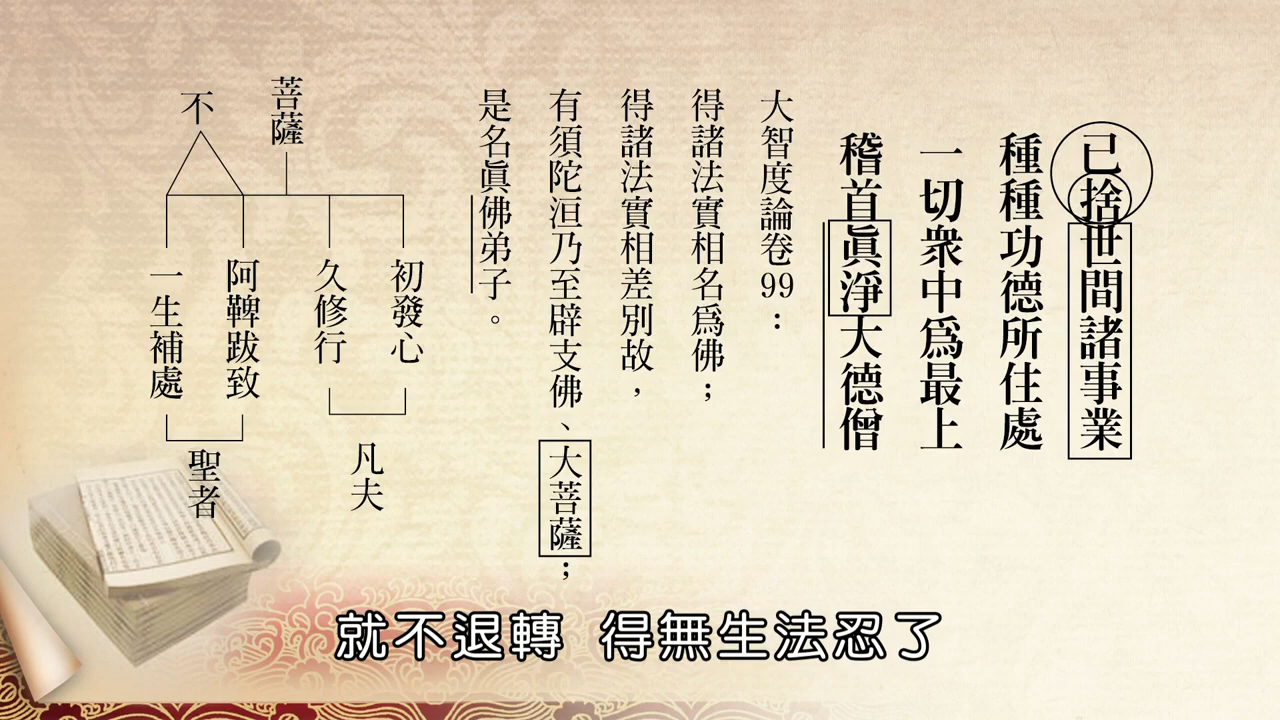 已捨世間諸事業
種種功德所住處
一切衆中爲最上
稽首眞淨大德僧
大智度論卷99：
得諸法實相名爲佛；
得諸法實相差別故，
有須陀洹乃至辟支佛、大菩薩；
是名眞佛弟子。
菩薩
初發心
久修行
凡夫
不
阿鞞跋致
一生補處
聖者
就不退轉 得無生法忍了